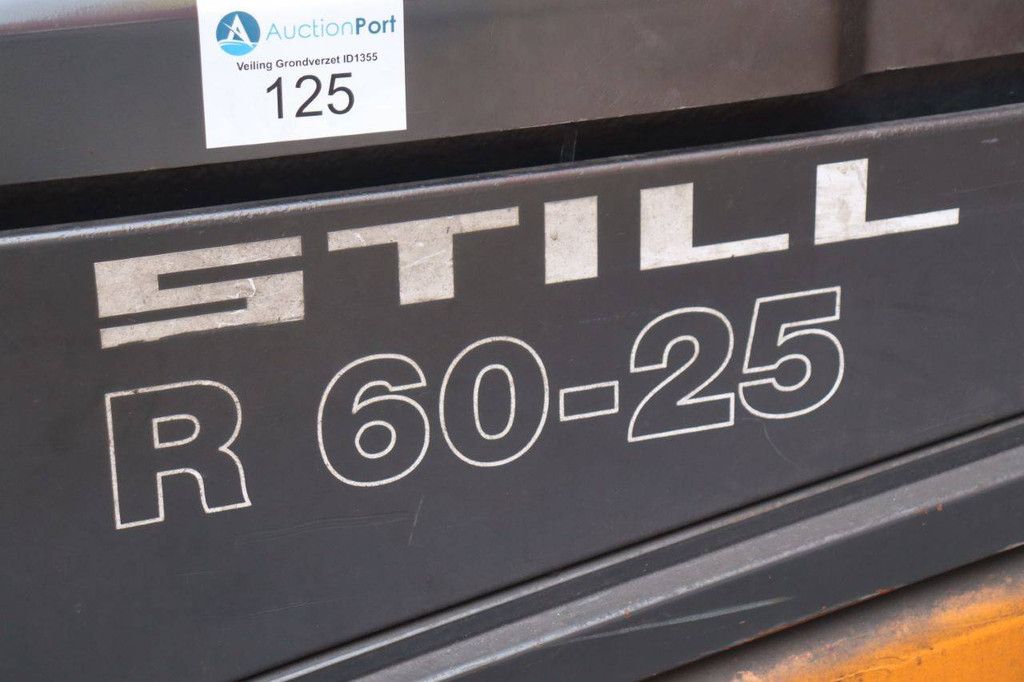 AuctionPort
Veiling Grondverzet ID1355
125
STILL
R 60-25